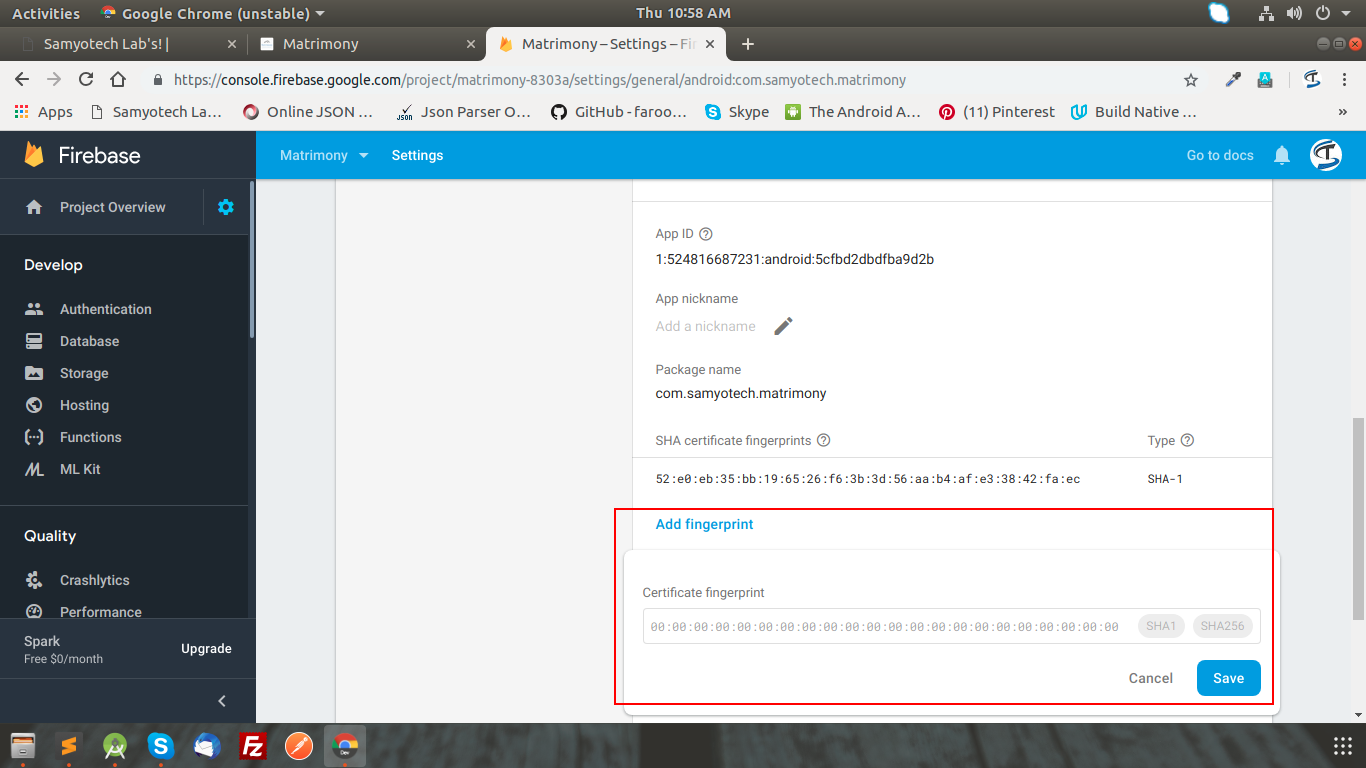 Activities Google Chrome (unstable) Thu 10:58 AM
Samyotech Lab's! | Matrimony Matrimony – Settings – Fir
https://console.firebase.google.com/project/matrimony-8303a/settings/general/android:com.samyotech.matrimony
Apps Samyotech La… Online JSON … JSON Json Parser O… GitHub - faroo… Skype The Android A… (11) Pinterest Build Native … »
Firebase Matrimony Settings Go to docs
Project Overview
Develop
Authentication
Database
Storage
Hosting
Functions
ML Kit
Quality
Crashlytics
Performance
Spark
Free $0/month
Upgrade
App ID
1:524816687231:android:5cfbd2dbdfba9d2b
App nickname
Add a nickname
Package name
com.samyotech.matrimony
SHA certificate fingerprints Type
52:e0:eb:35:bb:19:65:26:f6:3b:3d:56:aa:b4:af:e3:38:42:fa:ec SHA-1
Add fingerprint
Certificate fingerprint
00:00:00:00:00:00:00:00:00:00:00:00:00:00:00:00:00:00:00:00:00:00 SHA1 SHA256
Cancel Save
Dev